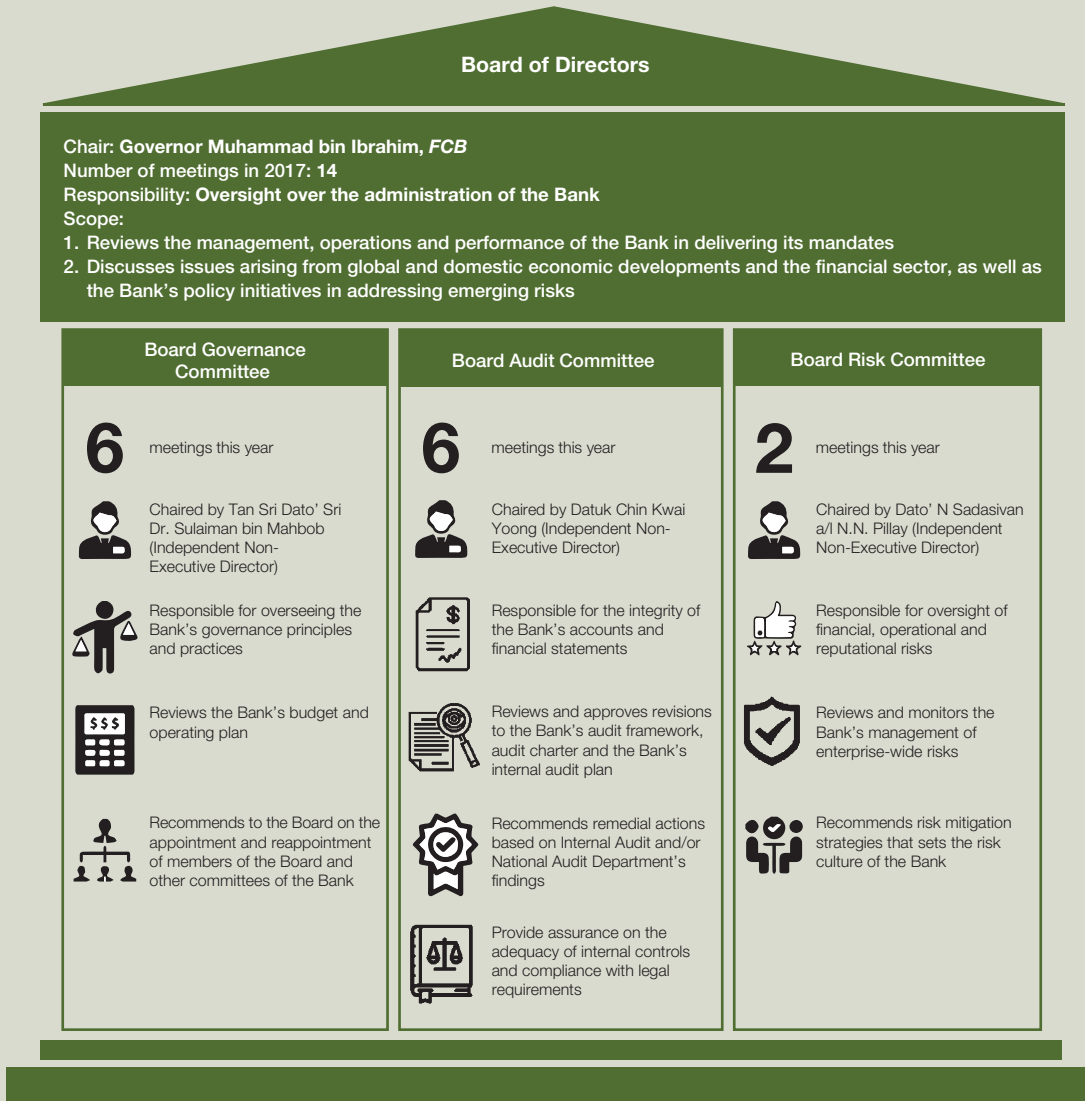 Board of Directors
Chair: Governor Muhammad bin Ibrahim, FCB
Number of meetings in 2017: 14
Responsibility: Oversight over the administration of the Bank
Scope:
1. Reviews the management, operations and performance of the Bank in delivering its mandates
2. Discusses issues arising from global and domestic economic developments and the financial sector, as well as
the Bank's policy initiatives in addressing emerging risks
Board Governance
Committee
6 meetings this year
Chaired by Tan Sri Dato' Sri
Dr. Sulaiman bin Mahbob
(Independent Non-
Executive Director)
Responsible for overseeing the
Bank's governance principles
and practices
$$$
Reviews the Bank's budget and
operating plan
Recommends to the Board on the
appointment and reappointment
of members of the Board and
other committees of the Bank
Board Audit Committee
6 meetings this year
Chaired by Datuk Chin Kwai
Yoong (Independent Non-
Executive Director)
$
Responsible for the integrity of
the Bank's accounts and
financial statements
Reviews and approves revisions
to the Bank's audit framework,
audit charter and the Bank's
internal audit plan
Recommends remedial actions
based on Internal Audit and/or
National Audit Department's
findings
Provide assurance on the
adequacy of internal controls
and compliance with legal
requirements
Board Risk Committee
2 meetings this year
Chaired by Dato' N Sadasivan
a/l N.N. Pillay (Independent
Non-Executive Director)
Responsible for oversight of
financial, operational and
reputational risks
Reviews and monitors the
Bank's management of
enterprise-wide risks
Recommends risk mitigation
strategies that sets the risk
culture of the Bank